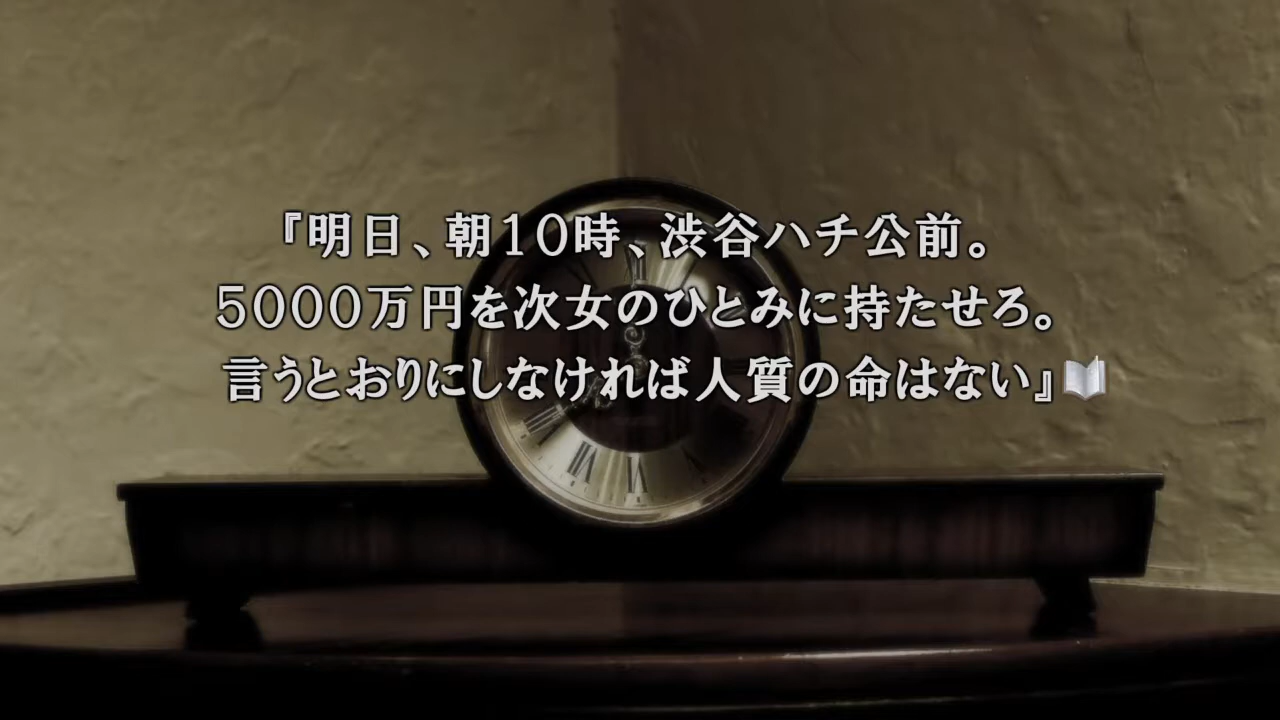 『明日、朝１０時、渋谷ハチ公前。
５０００万円を次女のひとみに持たせろ。
言うとおりにしなければ人質の命はない』